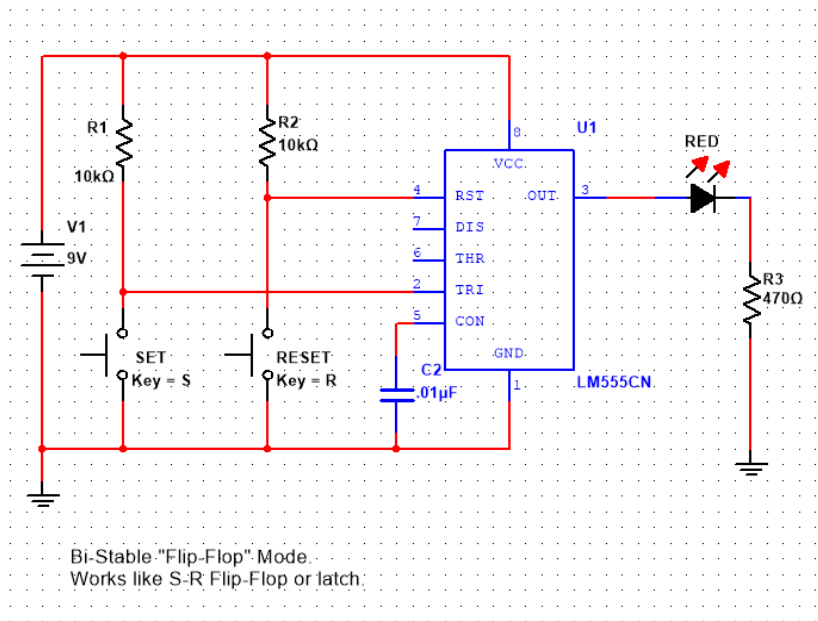 R1
10kΩ
R2
10kΩ
V1
9V
SET
Key = S
RESET
Key = R
C2
.01µF
U1
8
VCC
4
RST
OUT
3
7
DIS
6
THR
2
TRI
5
CON
GND
1
LM555CN
RED
R3
470Ω
Bi-Stable "Flip-Flop" Mode.
Works like S-R Flip-Flop or latch.